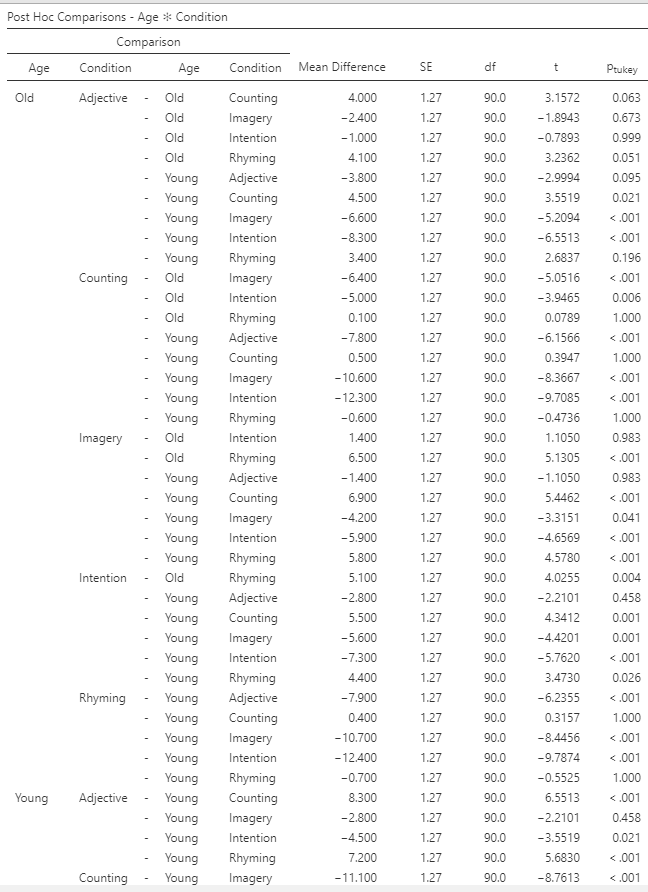 Post Hoc Comparisons - Age ✻ Condition
Comparison
Age Condition Age Condition Mean Difference SE df t ptukey
Old Adjective - Old Counting 4.000 1.27 90.0 3.1572 0.063
- Old Imagery −2.400 1.27 90.0 −1.8943 0.673
- Old Intention −1.000 1.27 90.0 −0.7893 0.999
- Old Rhyming 4.100 1.27 90.0 3.2362 0.051
- Young Adjective −3.800 1.27 90.0 −2.9994 0.095
- Young Counting 4.500 1.27 90.0 3.5519 0.021
- Young Imagery −6.600 1.27 90.0 −5.2094 < .001
- Young Intention −8.300 1.27 90.0 −6.5513 < .001
- Young Rhyming 3.400 1.27 90.0 2.6837 0.196
Counting - Old Imagery −6.400 1.27 90.0 −5.0516 < .001
- Old Intention −5.000 1.27 90.0 −3.9465 0.006
- Old Rhyming 0.100 1.27 90.0 0.0789 1.000
- Young Adjective −7.800 1.27 90.0 −6.1566 < .001
- Young Counting 0.500 1.27 90.0 0.3947 1.000
- Young Imagery −10.600 1.27 90.0 −8.3667 < .001
- Young Intention −12.300 1.27 90.0 −9.7085 < .001
- Young Rhyming −0.600 1.27 90.0 −0.4736 1.000
Imagery - Old Intention 1.400 1.27 90.0 1.1050 0.983
- Old Rhyming 6.500 1.27 90.0 5.1305 < .001
- Young Adjective −1.400 1.27 90.0 −1.1050 0.983
- Young Counting 6.900 1.27 90.0 5.4462 < .001
- Young Imagery −4.200 1.27 90.0 −3.3151 0.041
- Young Intention −5.900 1.27 90.0 −4.6569 < .001
- Young Rhyming 5.800 1.27 90.0 4.5780 < .001
Intention - Old Rhyming 5.100 1.27 90.0 4.0255 0.004
- Young Adjective −2.800 1.27 90.0 −2.2101 0.458
- Young Counting 5.500 1.27 90.0 4.3412 0.001
- Young Imagery −5.600 1.27 90.0 −4.4201 0.001
- Young Intention −7.300 1.27 90.0 −5.7620 < .001
- Young Rhyming 4.400 1.27 90.0 3.4730 0.026
Rhyming - Young Adjective −7.900 1.27 90.0 −6.2355 < .001
- Young Counting 0.400 1.27 90.0 0.3157 1.000
- Young Imagery −10.700 1.27 90.0 −8.4456 < .001
- Young Intention −12.400 1.27 90.0 −9.7874 < .001
- Young Rhyming −0.700 1.27 90.0 −0.5525 1.000
Young Adjective - Young Counting 8.300 1.27 90.0 6.5513 < .001
- Young Imagery −2.800 1.27 90.0 −2.2101 0.458
- Young Intention −4.500 1.27 90.0 −3.5519 0.021
- Young Rhyming 7.200 1.27 90.0 5.6830 < .001
Counting - Young Imagery −11.100 1.27 90.0 −8.7613 < .001